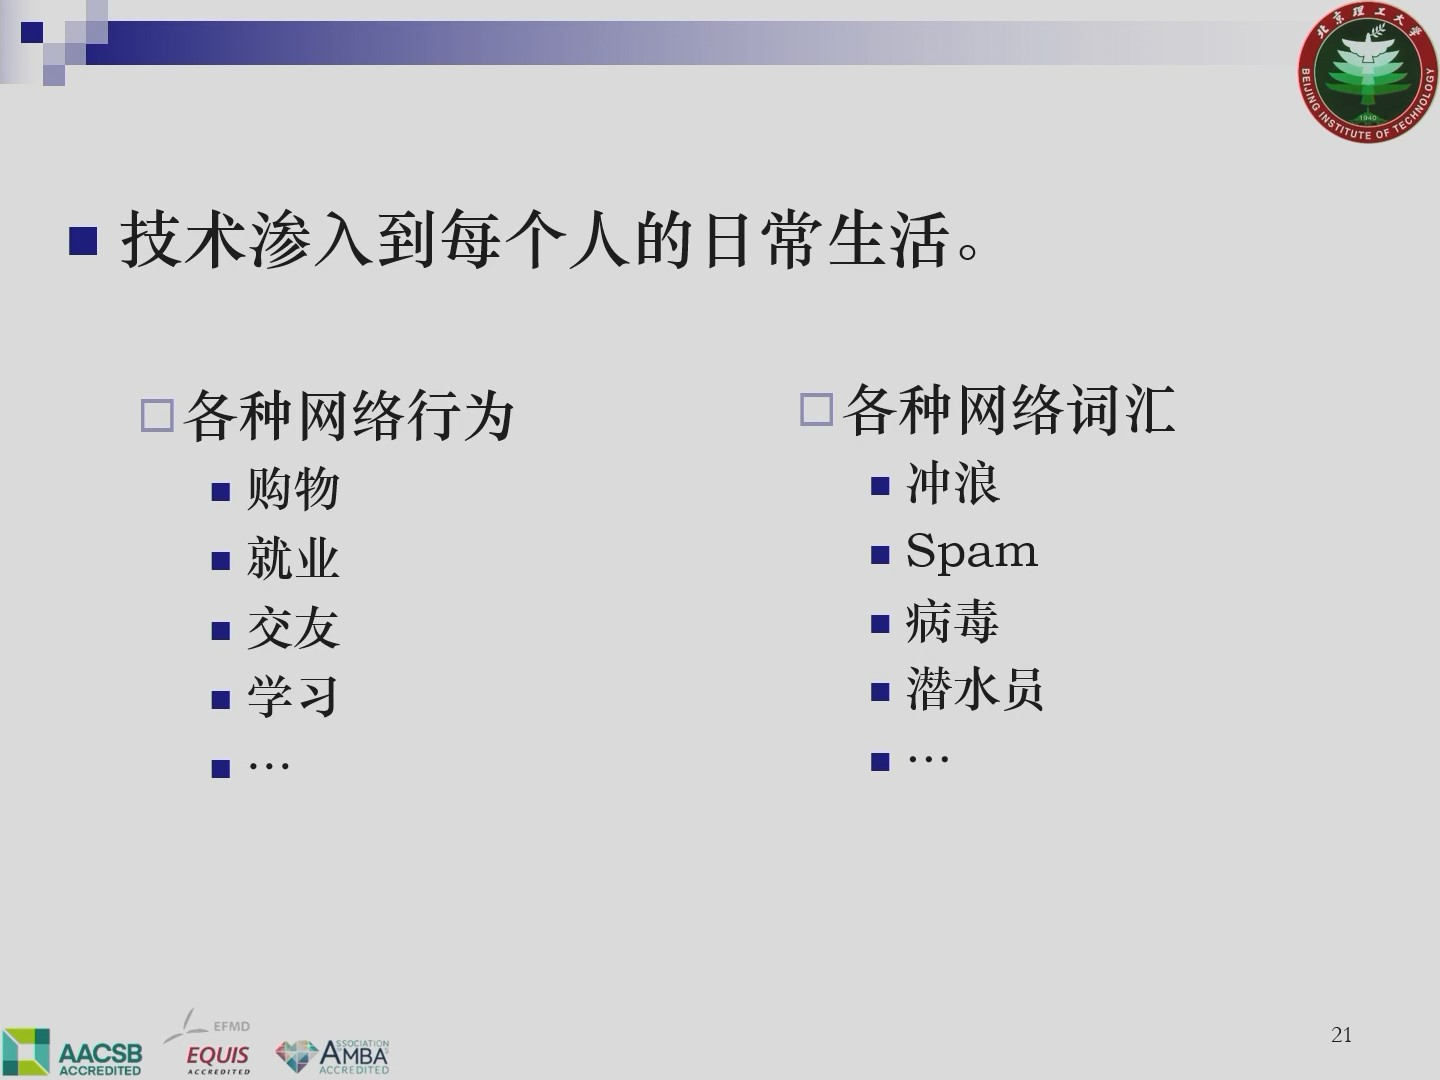 北京理工大学
BEIJING INSTITUTE OF TECHNOLOGY
1940
技术渗入到每个人的日常生活。
各种网络行为
购物
就业
交友
学习
…
各种网络词汇
冲浪
Spam
病毒
潜水员
…
AACSB
ACCREDITED
EFMD
EQUIS
ACCREDITED
ASSOCIATION
AMBA
ACCREDITED
21